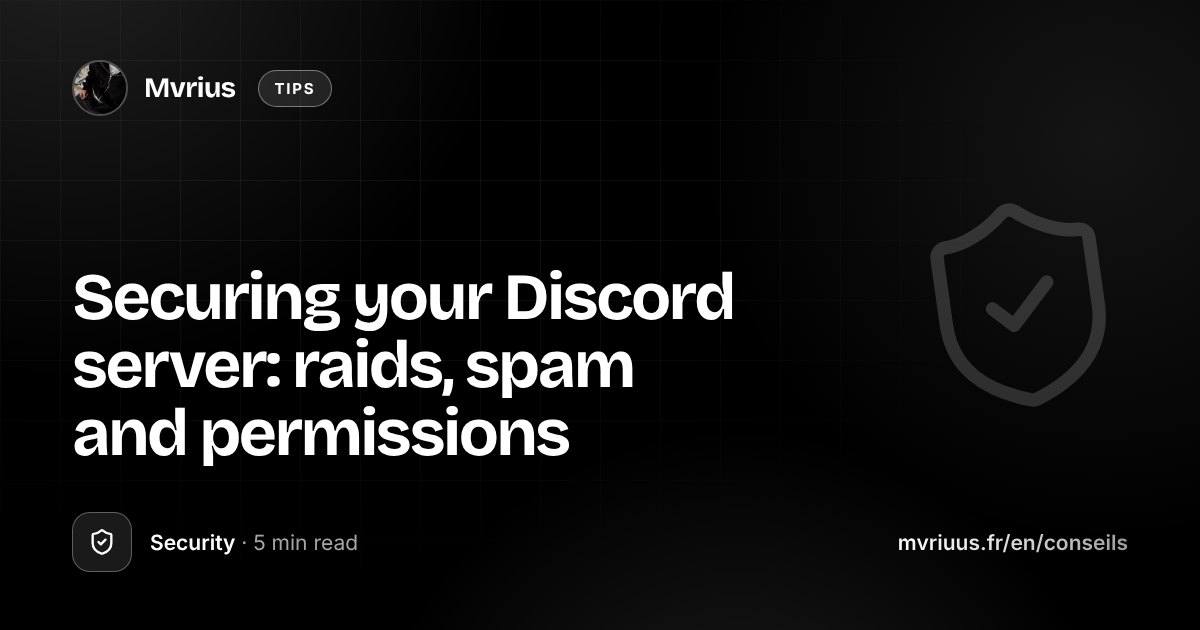 Mvrius
TIPS
Securing your Discord
server: raids, spam
and permissions
Security · 5 min read
mvriuus.fr/en/conseils